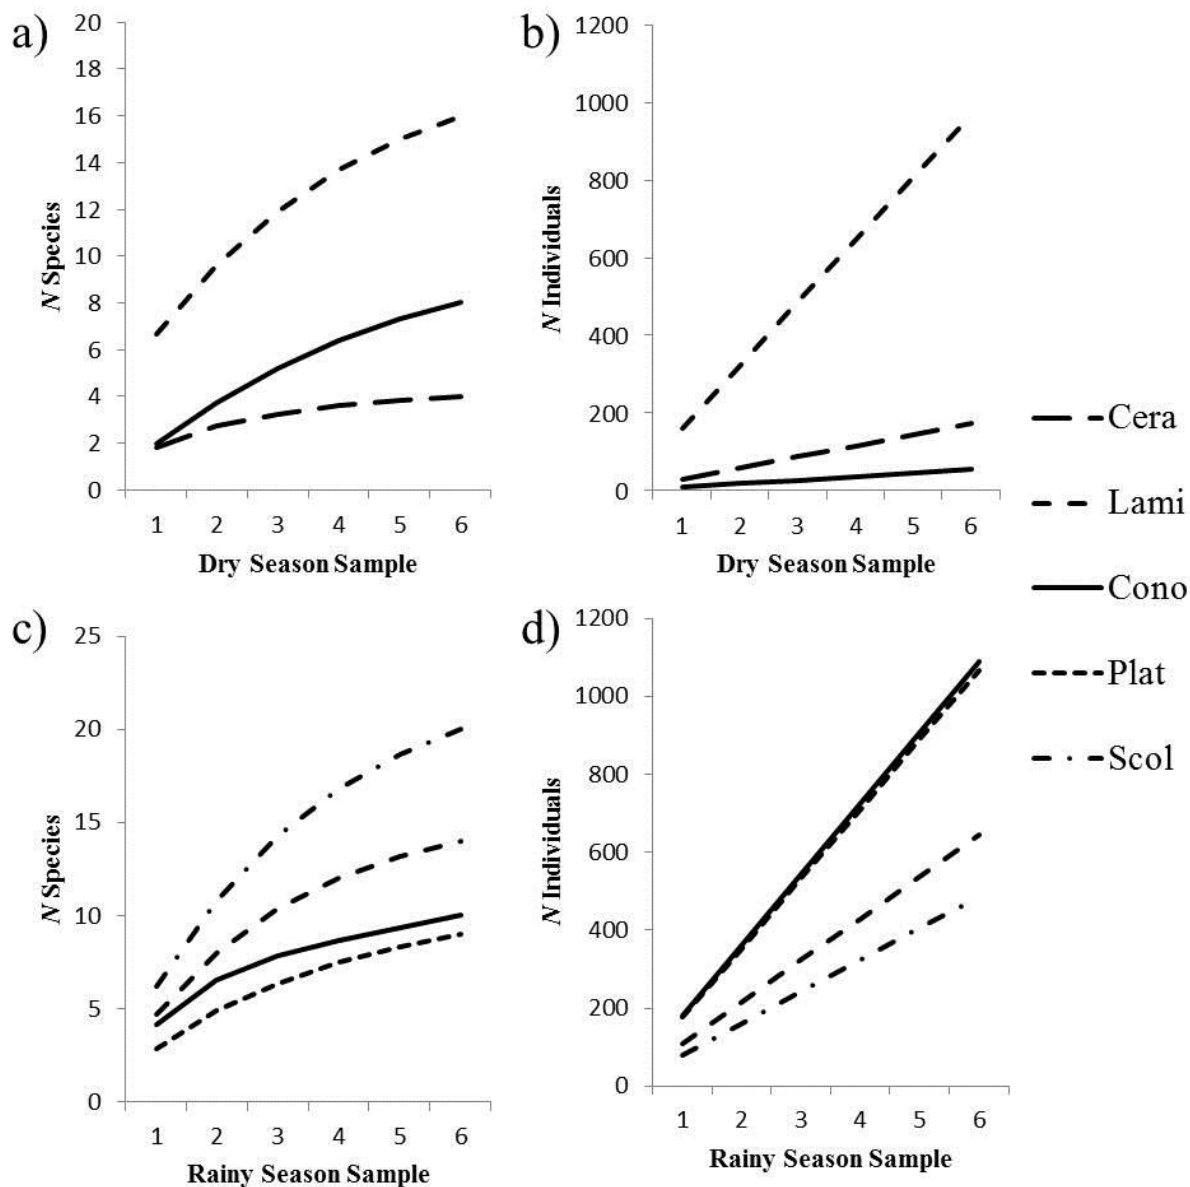 a)
20
18
16
14
12
10
8
6
4
2
0
N Species
1 2 3 4 5 6
Dry Season Sample
b)
1200
1000
800
600
400
200
0
N Individuals
1 2 3 4 5 6
Dry Season Sample
c)
25
20
15
10
5
0
N Species
1 2 3 4 5 6
Rainy Season Sample
d)
1200
1000
800
600
400
200
0
N Individuals
1 2 3 4 5 6
Rainy Season Sample
Cera
Lami
Cono
Plat
Scol